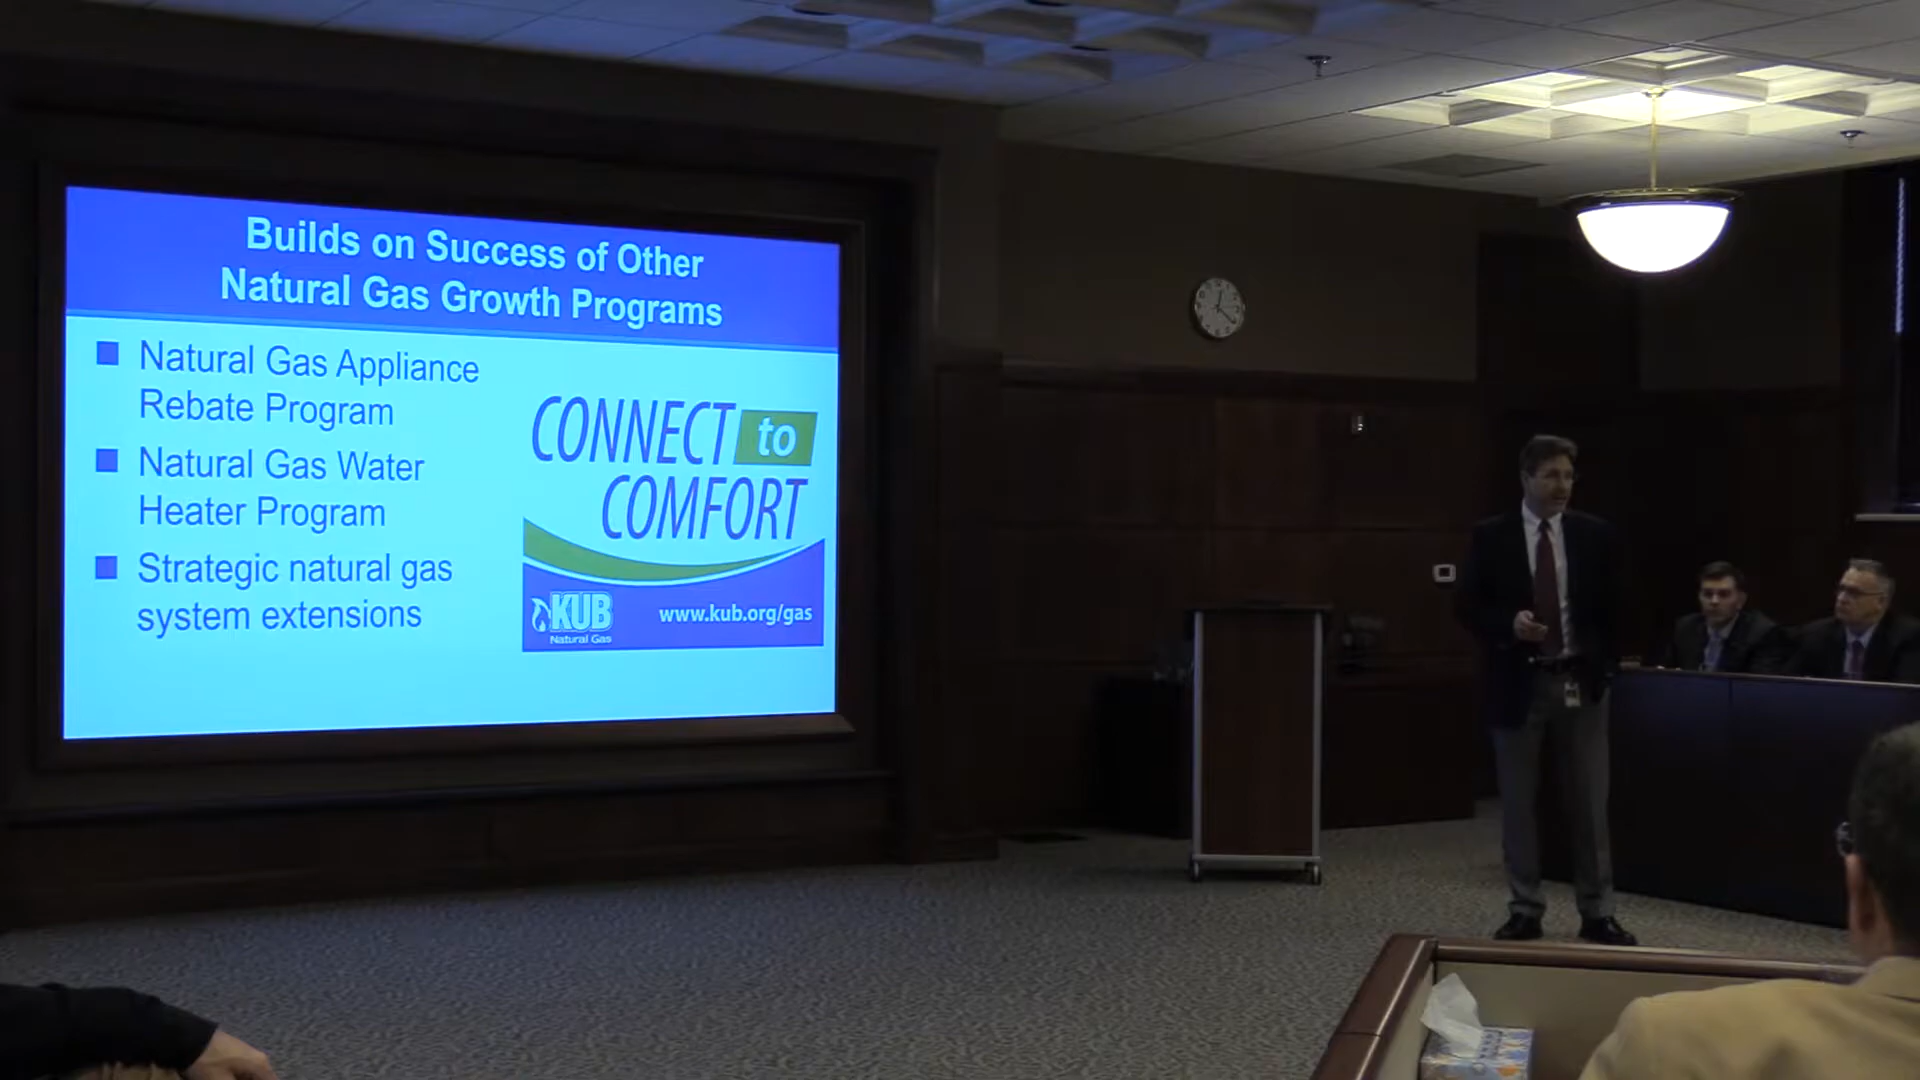 Builds on Success of Other
Natural Gas Growth Programs
Natural Gas Appliance
Rebate Program
Natural Gas Water
Heater Program
Strategic natural gas
system extensions
CONNECT to
COMFORT
KUB
Natural Gas
www.kub.org/gas